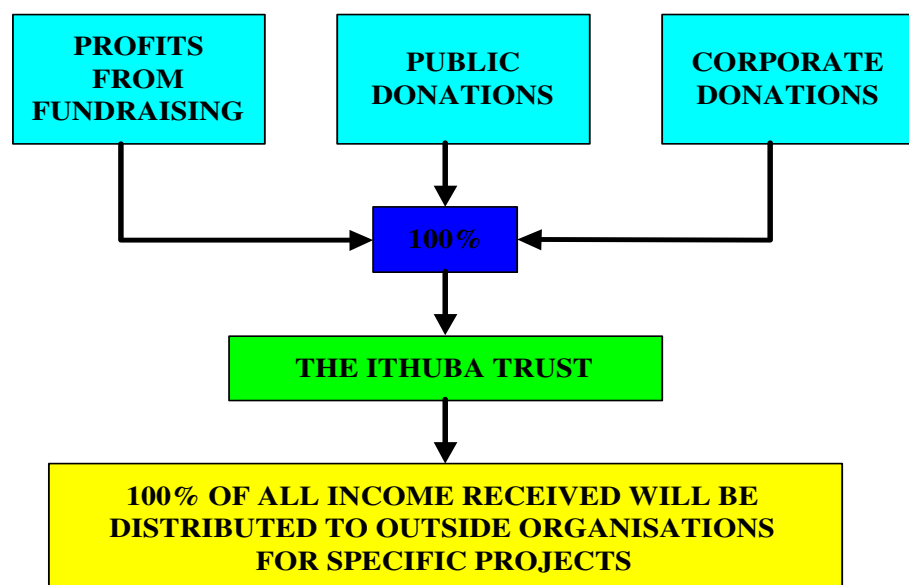 PROFITS
FROM
FUNDRAISING
PUBLIC
DONATIONS
CORPORATE
DONATIONS
100%
THE ITHUBA TRUST
100% OF ALL INCOME RECEIVED WILL BE
DISTRIBUTED TO OUTSIDE ORGANISATIONS
FOR SPECIFIC PROJECTS